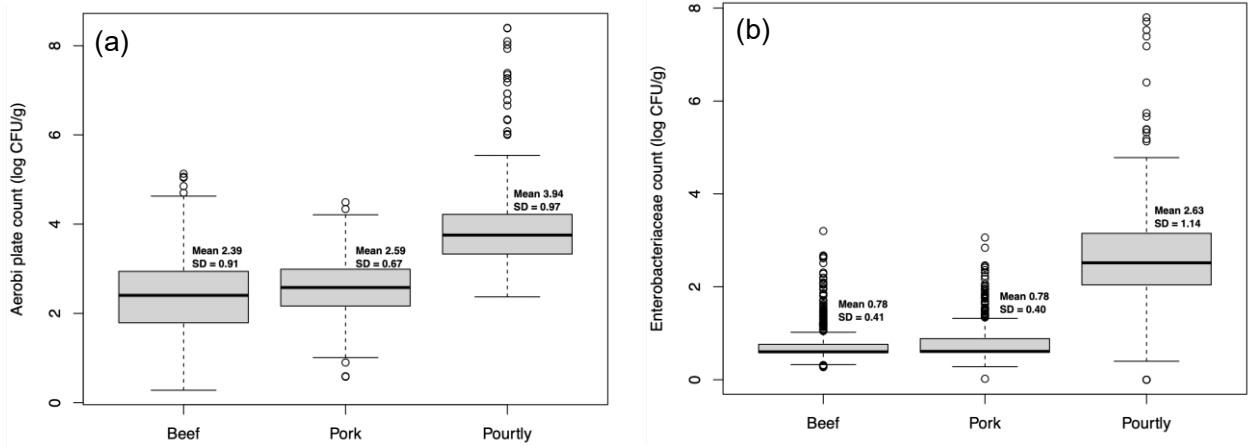 (a)
Aerobi plate count (log CFU/g)
8
6
4
2
0
Mean 2.39
SD = 0.91
Mean 2.59
SD = 0.67
Mean 3.94
SD = 0.97
Beef
Pork
Pourtly
(b)
Enterobacteriaceae count (log CFU/g)
8
6
4
2
0
Mean 0.78
SD = 0.41
Mean 0.78
SD = 0.40
Mean 2.63
SD = 1.14
Beef
Pork
Pourtly